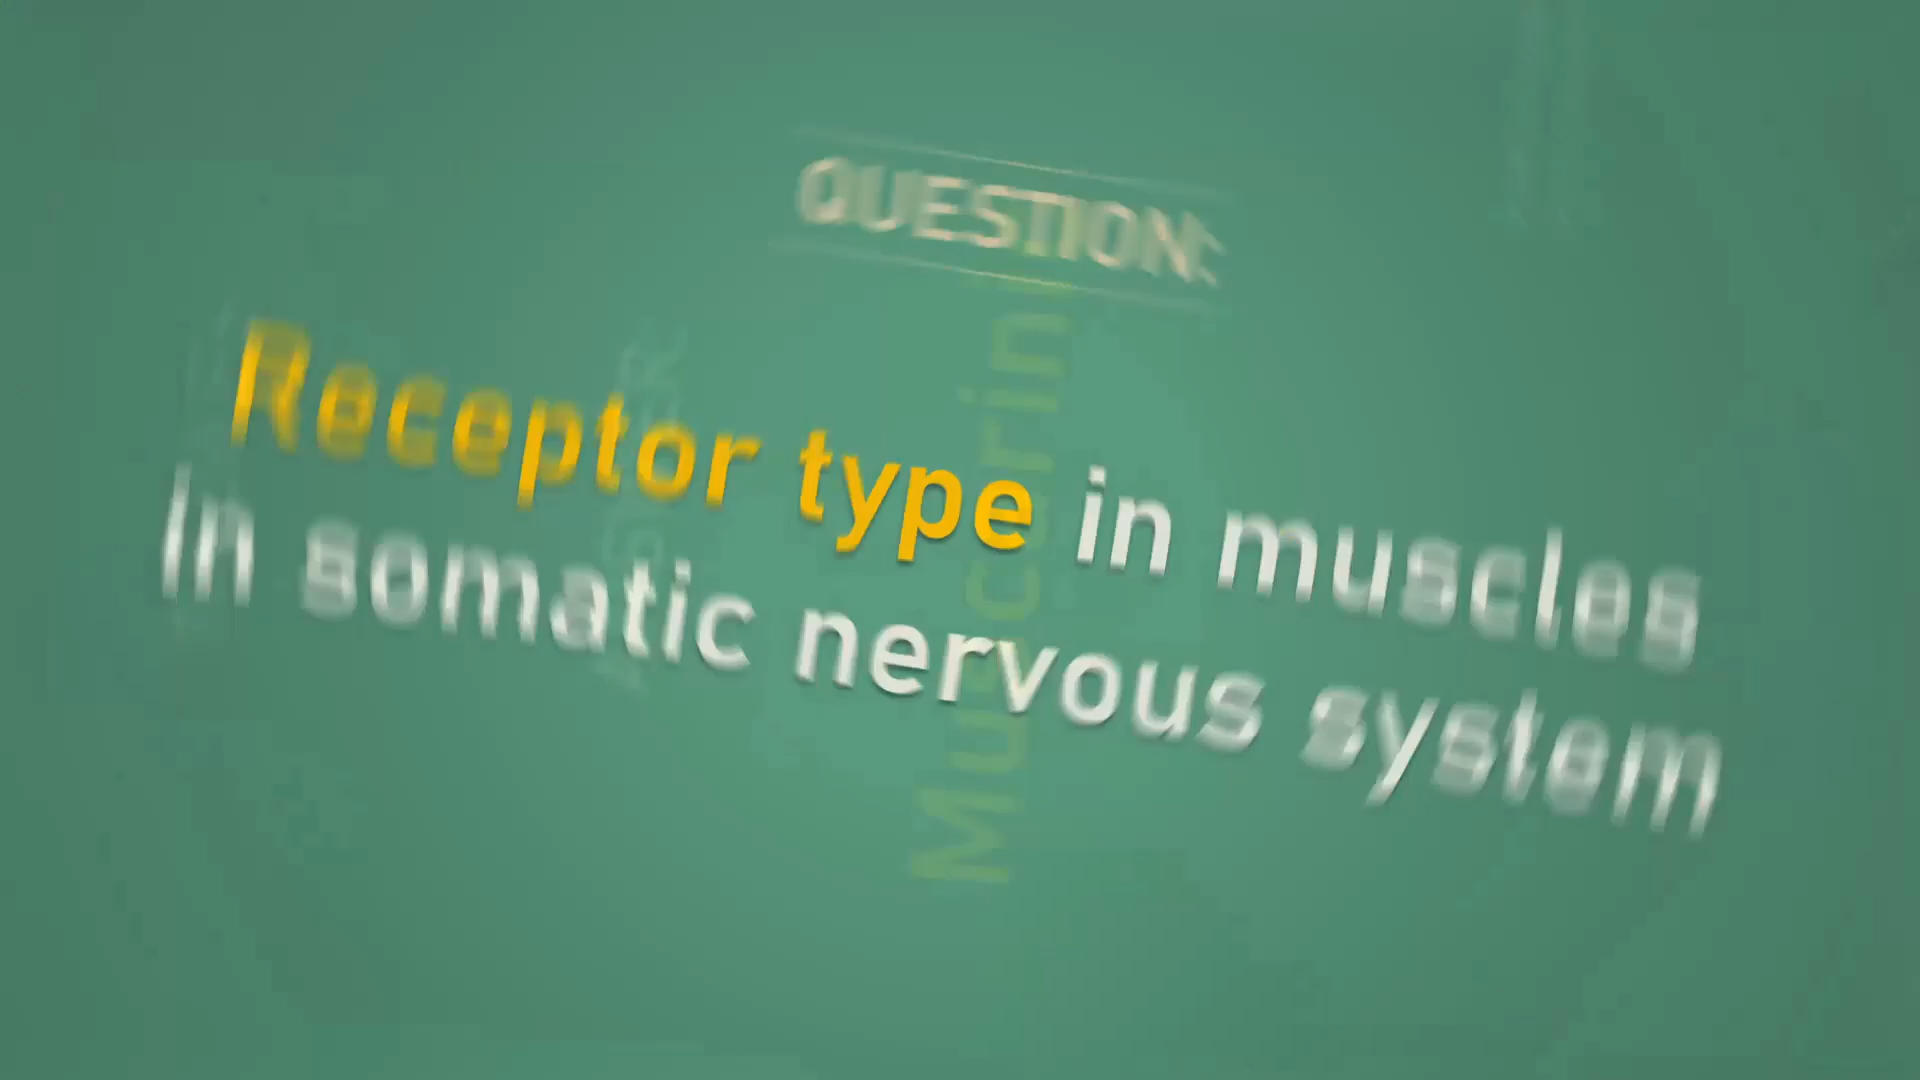 QUESTION:
Receptor type in muscles
in somatic nervous system